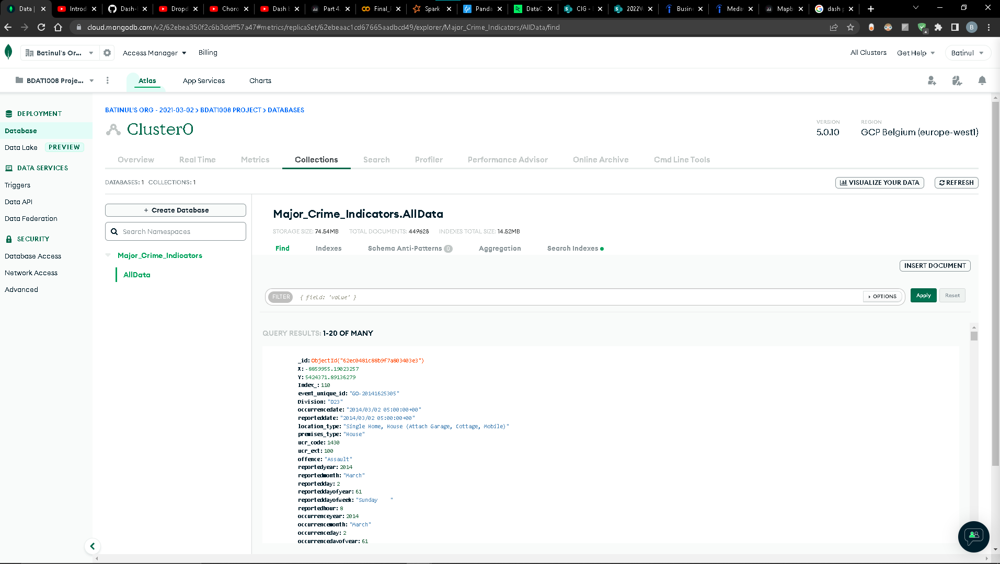 Data |
Introd
Dash-
Dropd
Choro
Dash b
Part 4.
Final_F
Spark
Panda
DataC
CIG -
2022W
Busine
Meda
Mapb
dash p
cloud.mongodb.com/v2/62ebea350f2c6b3ddff57a47#metrics/replicaSet/62ebeaac1cd67665aadbcd49/explorer/Major_Crime_Indicators/AllData/find
4
B
Batinul's Or...
Access Manager
Billing
All Clusters
Get Help
Batinul
BDAT1008 Proje...
Atlas
App Services
Charts
DEPLOYMENT
Database
Data Lake PREVIEW
DATA SERVICES
Triggers
Data API
Data Federation
SECURITY
Database Access
Network Access
Advanced
BATINUL'S ORG - 2021-03-02 > BDAT1008 PROJECT > DATABASES
Cluster0
VERSION
5.0.10
REGION
GCP Belgium (europe-west1)
Overview
Real Time
Metrics
Collections
Search
Profiler
Performance Advisor
Online Archive
Cmd Line Tools
DATABASES: 1 COLLECTIONS: 1
VISUALIZE YOUR DATA
REFRESH
+ Create Database
Search Namespaces
Major_Crime_Indicators
AllData
Major_Crime_Indicators.AllData
STORAGE SIZE: 74.54MB TOTAL DOCUMENTS: 449628 INDEXES TOTAL SIZE: 14.52MB
Find
Indexes
Schema Anti-Patterns 0
Aggregation
Search Indexes
INSERT DOCUMENT
FILTER { field: 'value' }
OPTIONS
Apply
Reset
QUERY RESULTS: 1-20 OF MANY
_id: ObjectId("62ec0481c88b9f7a803403e3")
X: -8859955.19023257
Y: 5424371.89136279
Index_: 110
event_unique_id: "GO-20141625305"
Division: "D23"
occurrencedate: "2014/03/02 05:00:00+00"
reporteddate: "2014/03/02 05:00:00+00"
location_type: "Single Home, House (Attach Garage, Cottage, Mobile)"
premises_type: "House"
ucr_code: 1430
ucr_ext: 100
offence: "Assault"
reportedyear: 2014
reportedmonth: "March"
reportedday: 2
reporteddayofyear: 61
reporteddayofweek: "Sunday    "
reportedhour: 8
occurrenceyear: 2014
occurrencemonth: "March"
occurrenceday: 2
occurrencedayofyear: 61